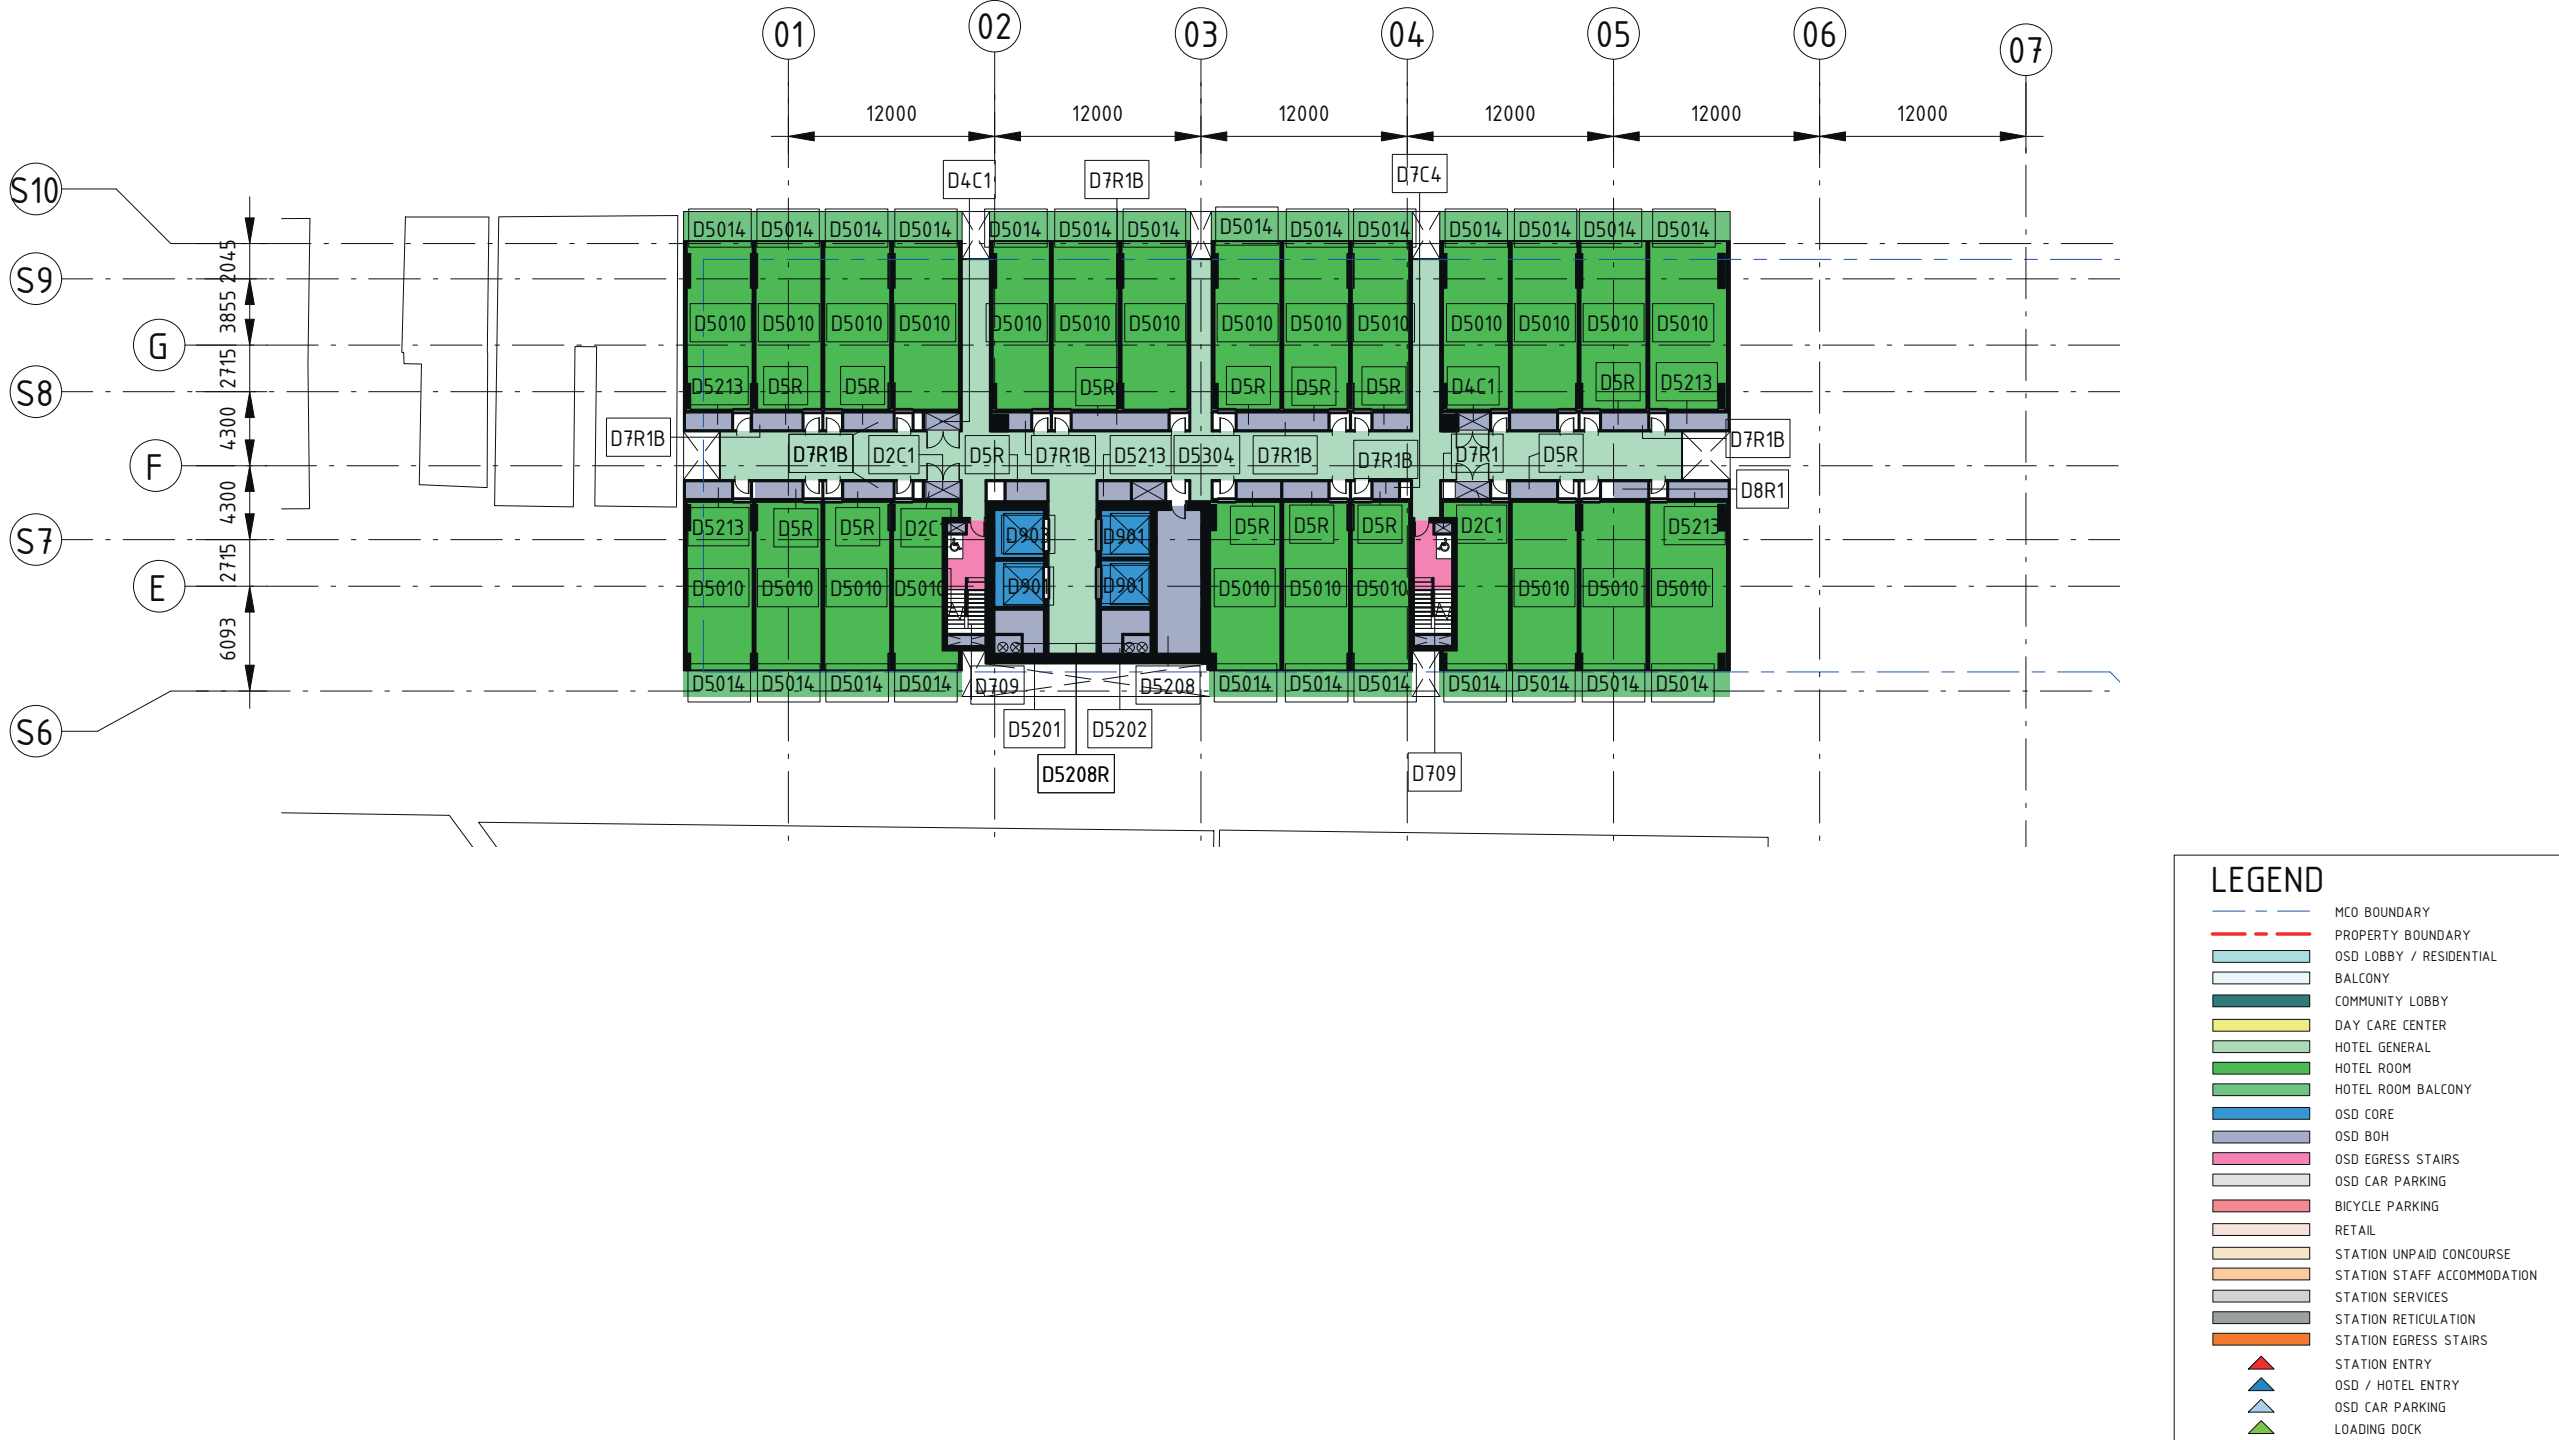 01 02 03 04 05 06 07
12000 12000 12000 12000 12000 12000
D4C1 D7R1B D7C4
S10
2045
D5014 D5014 D5014 D5014 D5014 D5014 D5014 D5014 D5014 D5014 D5014 D5014 D5014 D5014
S9
3855
D5010 D5010 D5010 D5010 D5010 D5010 D5010 D5010 D5010 D5010 D5010 D5010 D5010 D5010
G
2715
D5213 D5R D5R D5R D5R D5R D5R D4C1 D5R D5213
S8
4300
D7R1B D7R1B D2C1 D5R D7R1B D5213 D5304 D7R1B D7R1B D7R1 D5R D7R1B
F
D8R1
4300
D5213 D5R D5R D2C D903 D901 D5R D5R D5R D2C1 D5213
S7
2715
D5010 D5010 D5010 D5010 D901 D901 D5010 D5010 D5010 D5010 D5010 D5010
E
6093
D5014 D5014 D5014 D5014 D709 D5208 D5014 D5014 D5014 D5014 D5014 D5014 D5014
S6
D5201 D5202
D5208R D709
LEGEND
MCO BOUNDARY
PROPERTY BOUNDARY
OSD LOBBY / RESIDENTIAL
BALCONY
COMMUNITY LOBBY
DAY CARE CENTER
HOTEL GENERAL
HOTEL ROOM
HOTEL ROOM BALCONY
OSD CORE
OSD BOH
OSD EGRESS STAIRS
OSD CAR PARKING
BICYCLE PARKING
RETAIL
STATION UNPAID CONCOURSE
STATION STAFF ACCOMMODATION
STATION SERVICES
STATION RETICULATION
STATION EGRESS STAIRS
STATION ENTRY
OSD / HOTEL ENTRY
OSD CAR PARKING
LOADING DOCK